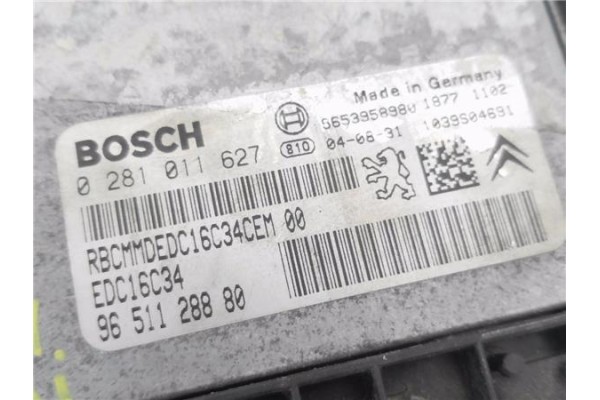 BOSCH
0 281 011 627
Made in Germany
5653958980 1877 1102
810 04-06-31 1039S04691
RBCMMDEDC16C34CEM 00
EDC16C34
96 511 288 80